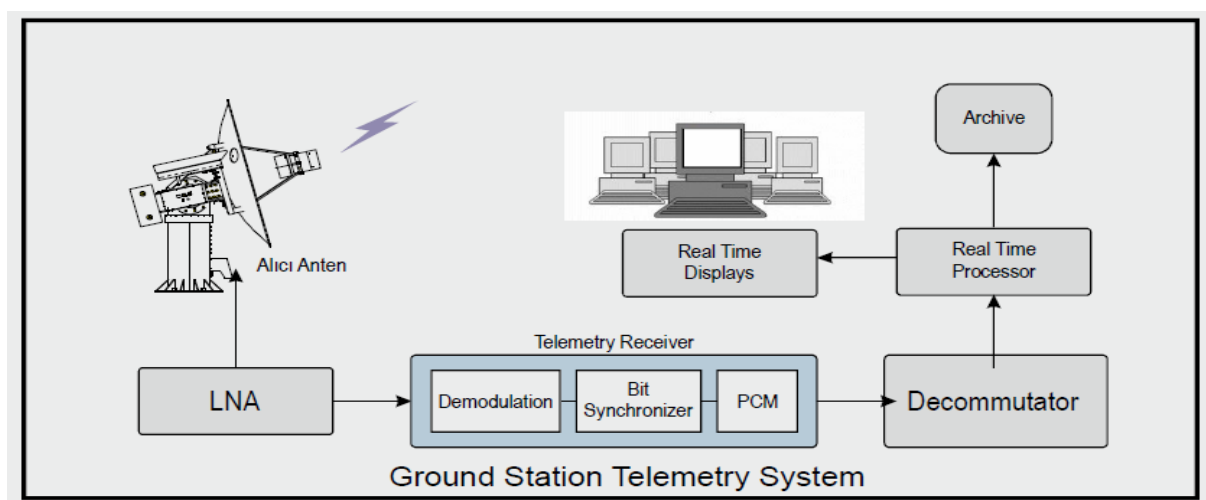 Archive
Alıcı Anten
Real Time
Displays
Real Time
Processor
Telemetry Receiver
LNA
Demodulation
Bit
Synchronizer
PCM
Decommutator
Ground Station Telemetry System